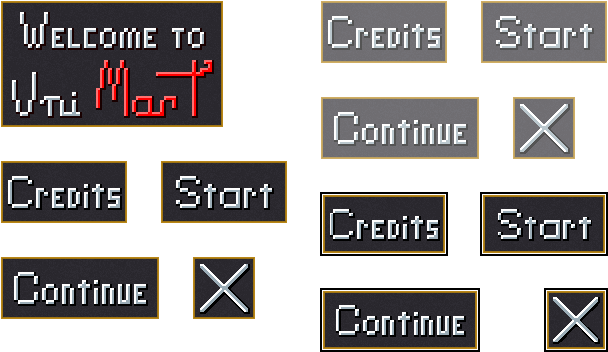 WELCOME TO
Uni Mart
CREDITS Start
CONTINUE X
CREDITS Start
CONTINUE X
CREDITS Start
CONTINUE X